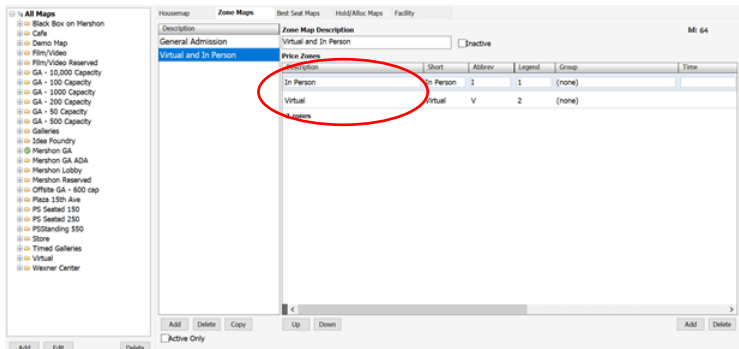 All Maps
Black Box on Mershon
Cafe
Demo Map
Film/Video
Film/Video Reserved
GA - 10,000 Capacity
GA - 100 Capacity
GA - 1000 Capacity
GA - 200 Capacity
GA - 50 Capacity
GA - 500 Capacity
Galleries
Idea Foundry
Mershon GA
Mershon GA ADA
Mershon Lobby
Mershon Reserved
Offsite GA - 600 cap
Plaza 15th Ave
PS Seated 150
PS Seated 250
PSStanding 550
Store
Timed Galleries
Virtual
Wexner Center
Add Edit Delete
Housemap Zone Maps Best Seat Maps Hold/Alloc Maps Facility
Description
General Admission
Virtual and In Person
Add Delete Copy
Active Only
Zone Map Description Id: 64
Virtual and In Person Inactive
Price Zones
Description Short Abbrev Legend Group Time
In Person In Person I 1 (none)
Virtual Virtual V 2 (none)
2 zones
Up Down Add Delete